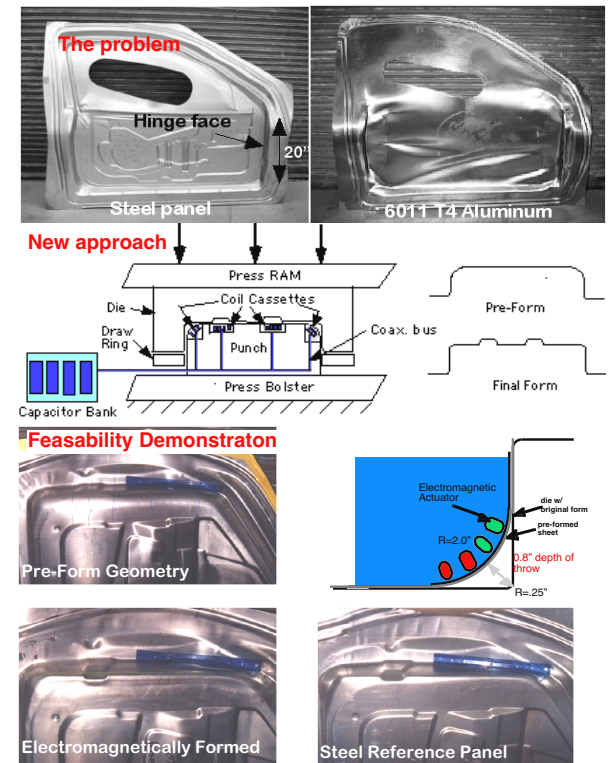 The problem
Hinge face
20"
Steel panel
6011 T4 Aluminum
New approach
Press RAM
Die
Coil Cassettes
Draw
Ring
Punch
Coax. bus
Press Bolster
Capacitor Bank
Pre-Form
Final Form
Feasability Demonstraton
Pre-Form Geometry
Electromagnetic
Actuator
die w/
original form
pre-formed
sheet
R=2.0"
0.8" depth of
throw
R=.25"
Electromagnetically Formed
Steel Reference Panel